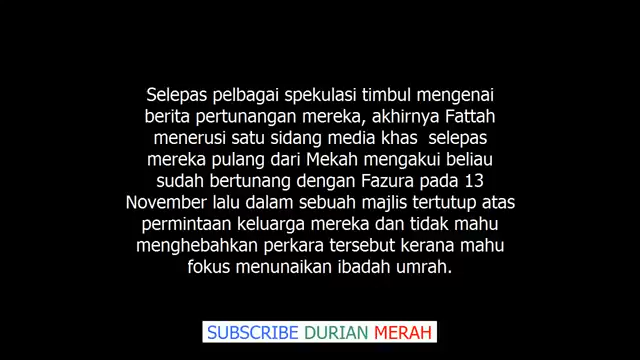 Selepas pelbagai spekulasi timbul mengenai
berita pertunangan mereka, akhirnya Fattah
menerusi satu sidang media khas  selepas
mereka pulang dari Mekah mengakui beliau
sudah bertunang dengan Fazura pada 13
November lalu dalam sebuah majlis tertutup atas
permintaan keluarga mereka dan tidak mahu
menghebahkan perkara tersebut kerana mahu
fokus menunaikan ibadah umrah.
SUBSCRIBE DURIAN MERAH